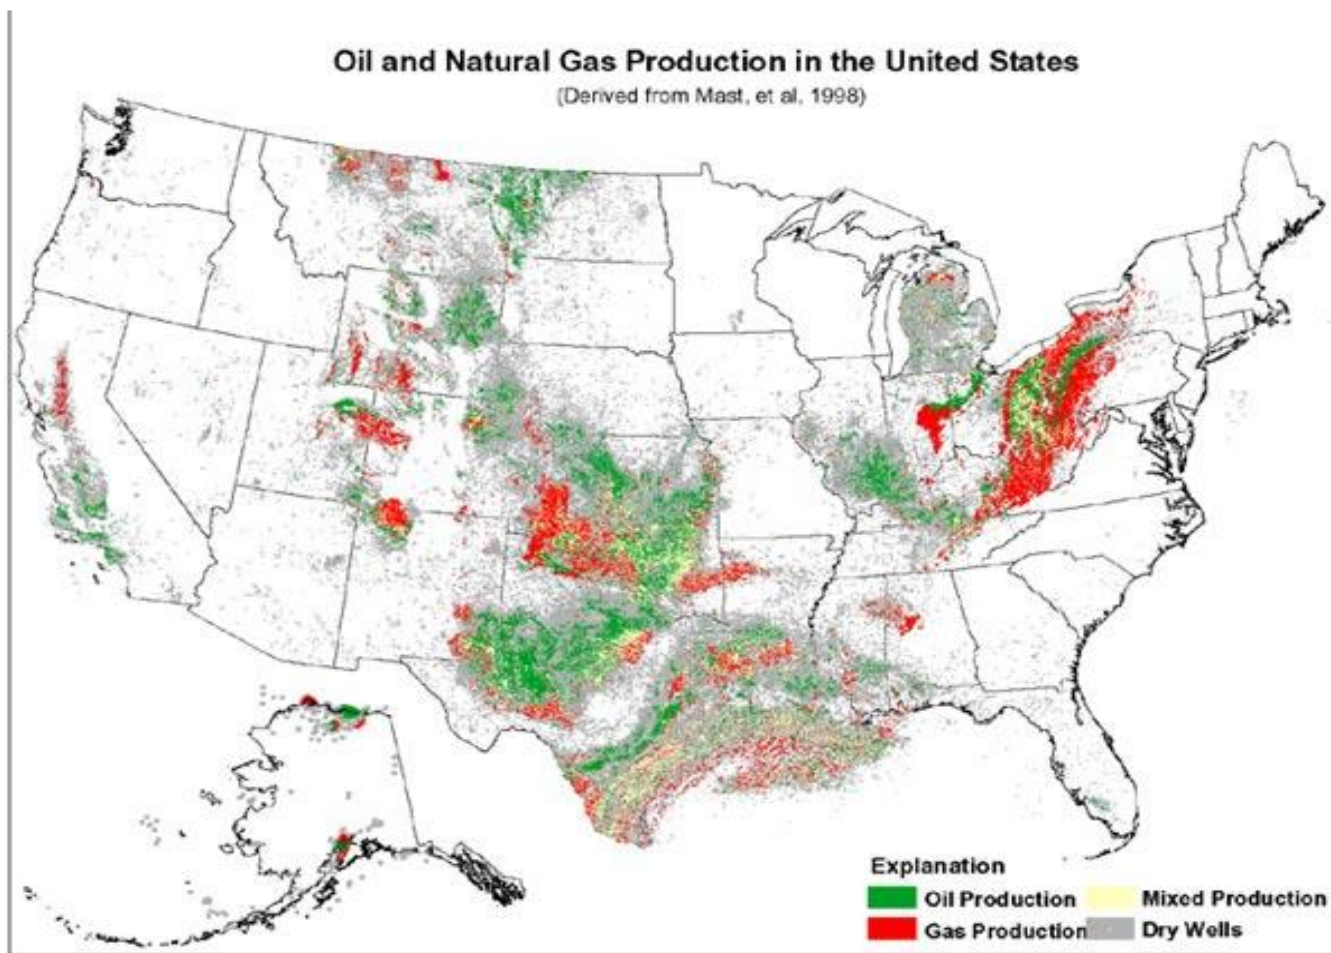 Oil and Natural Gas Production in the United States
(Derived from Mast, et al, 1998)
Explanation
Oil Production
Mixed Production
Gas Production
Dry Wells